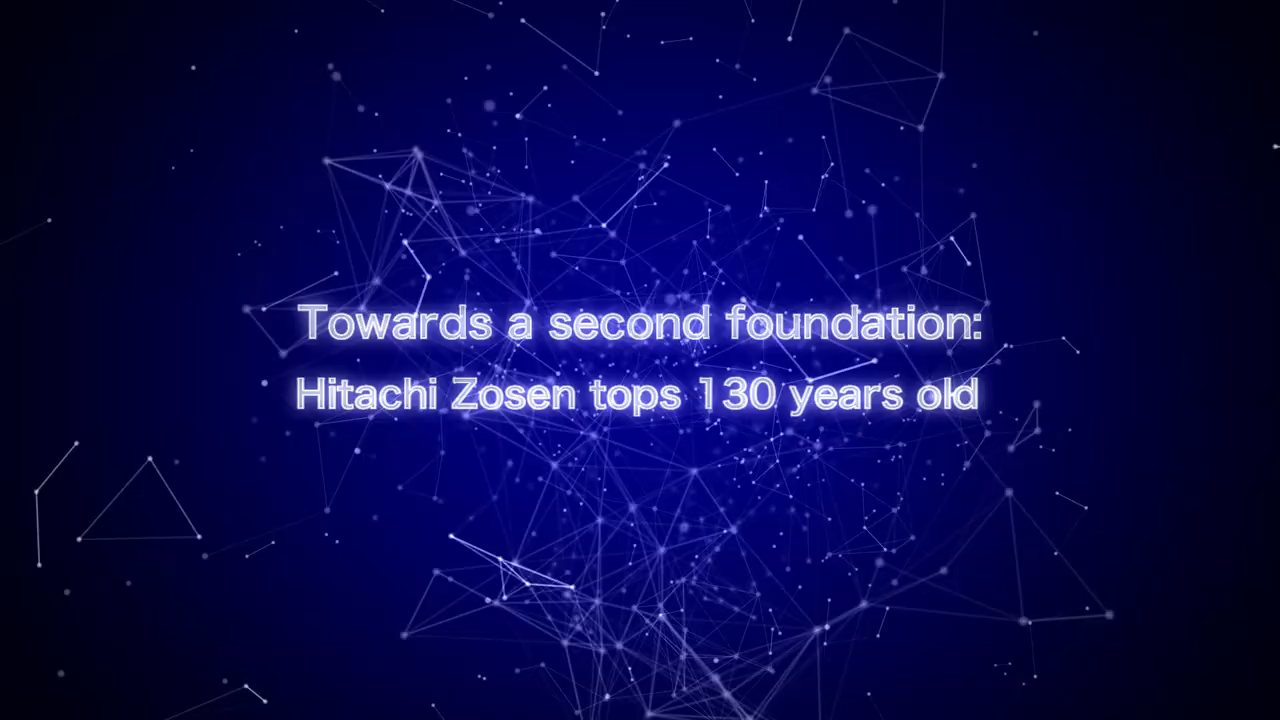 Towards a second foundation:
Hitachi Zosen tops 130 years old